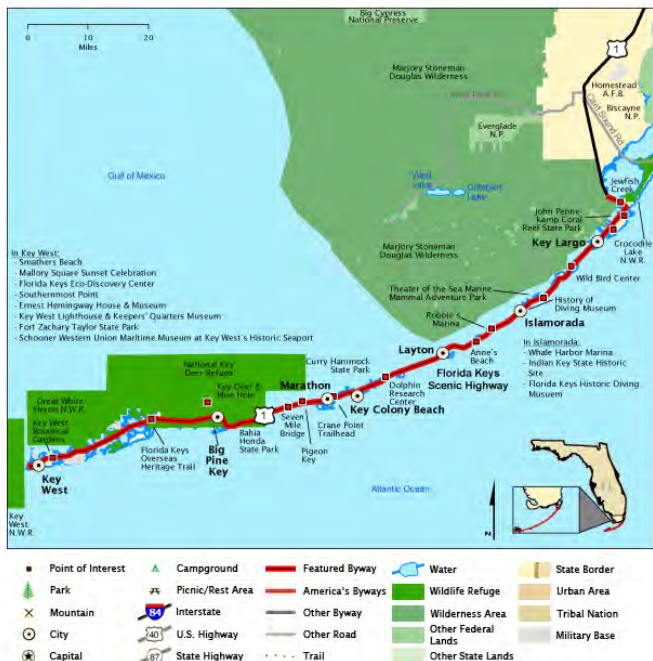 0
20
Miles
Big Cypress
National Preserve
1
Marjory Stoneman
Douglas Wilderness
Homestead
A.F.B.
Biscayne
N.P.
Card Sound Rd
Everglade
N.P.
Gulf of Mexico
West
Lake
Cuthbert
Lake
Jewfish
Creek
John Penne-
kamp Coral
Reef State Park
Key Largo
Crocodile
Lake
N.W.R.
Marjory Stoneman
Douglas Wilderness
Wild Bird Center
In Key West:
- Smathers Beach
- Mallory Square Sunset Celebration
- Florida Keys Eco-Discovery Center
- Southernmost Point
- Ernest Hemingway House & Museum
- Key West Lighthouse & Keepers' Quarters Museum
- Fort Zachary Taylor State Park
- Schooner Western Union Maritime Museum at Key West's Historic Seaport
Theater of the Sea Marine
Mammal Adventure Park
History of
Diving Museum
Robbie's
Marina
Islamorada
Anne's
Beach
In Islamorada:
- Whale Harbor Marina
- Indian Key State Historic
Site
- Florida Keys Historic Diving
Musuem
Layton
Florida Keys
Scenic Highway
Curry Hammock
State Park
National Key
Deer Refuge
Key Deer &
Blue Hole
Marathon
Dolphin
Research
Center
Key Colony Beach
Great White
Heron N.W.R.
Key West
Botanical
Gardens
1
Seven
Mile
Bridge
Crane Point
Trailhead
Pigeon
Key
Bahia
Honda
State Park
Florida Keys
Overseas
Heritage Trail
Big
Pine
Key
Key
West
Atlantic Ocean
Key
West
N.W.R.
N
Point of Interest
Campground
Featured Byway
Water
State Border
Park
Picnic/Rest Area
America's Byways
Wildlife Refuge
Urban Area
Mountain
84
Interstate
Other Byway
Wilderness Area
Tribal Nation
City
40
U.S. Highway
Other Road
Other Federal
Lands
Military Base
Capital
87
State Highway
Trail
Other State Lands